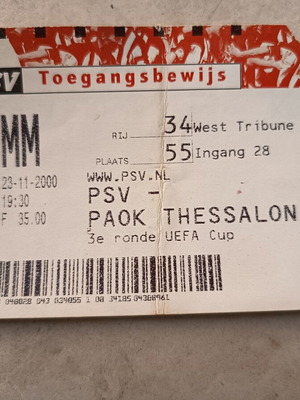 PSV Toegangsbewijs
MM
RIJ 34 West Tribune
PLAATS 55 Ingang 28
23-11-2000 WWW.PSV.NL
19:30 PSV -
F 35.00 PAOK THESSALON
3e ronde UEFA Cup